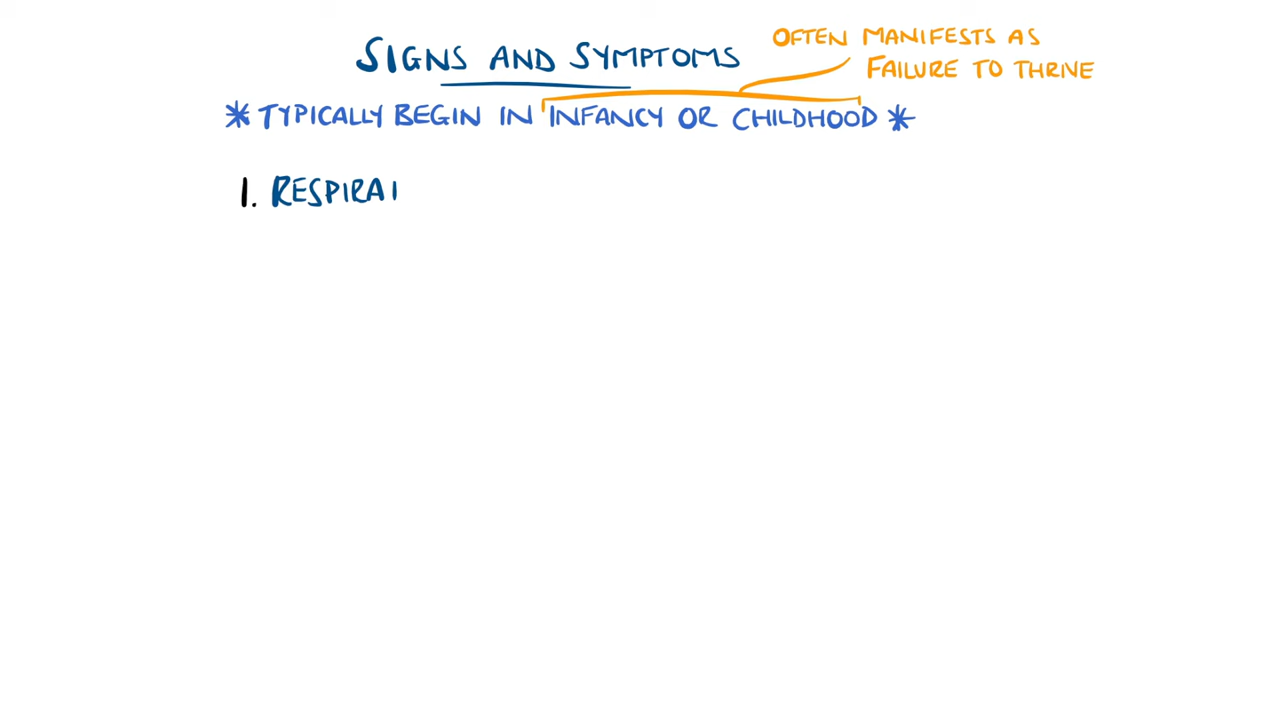 SIGNS AND SYMPTOMS
OFTEN MANIFESTS AS
FAILURE TO THRIVE
* TYPICALLY BEGIN IN INFANCY OR CHILDHOOD *
1. RESPIRA